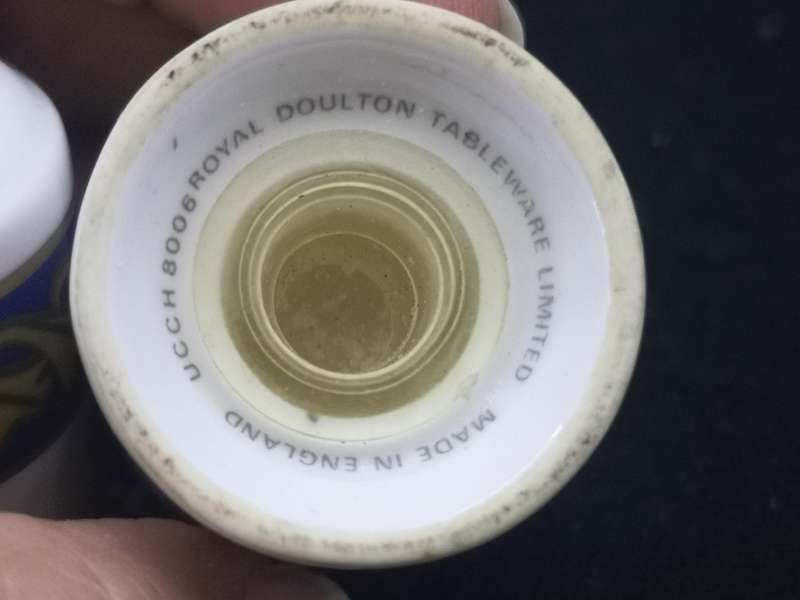 UCCH 8006 ROYAL DOULTON TABLEWARE LIMITED
MADE IN ENGLAND